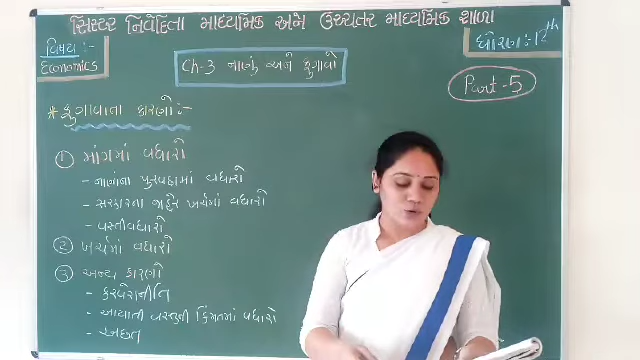 સિસ્ટર નિવેદિતા માધ્યમિક અને ઉચ્ચતર માધ્યમિક શાળા
વિષય :-
Economics
ધોરણ : 12th
Ch-3 નાણું અને ફુગાવો
Part-5
* ફુગાવાના કારણો :-
① માંગમાં વધારો
- નાણાંના પુરવઠામાં વધારો
- સરકારના જાહેર ખર્ચમાં વધારો
- વસ્તીવધારો
② ખર્ચમાં વધારો
③ અન્ય કારણો
- કરવેરાનીતિ
- આયાતી વસ્તુની કિંમતમાં વધારો
- અછત